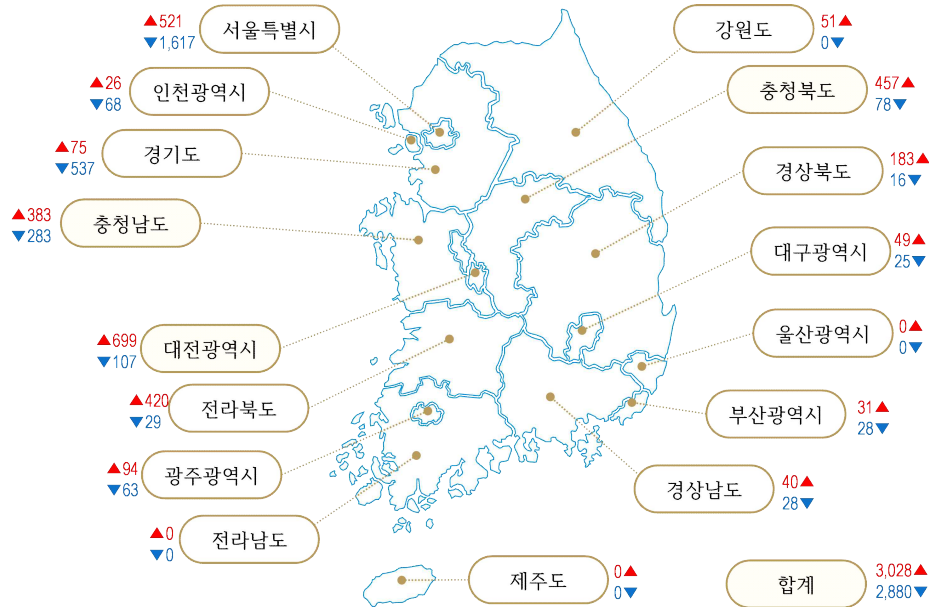 ▲521
▼1,617
서울특별시
51▲
0▼
강원도
▲26
▼68
인천광역시
457▲
78▼
충청북도
▲75
▼537
경기도
183▲
16▼
경상북도
▲383
▼283
충청남도
49▲
25▼
대구광역시
▲699
▼107
대전광역시
0▲
0▼
울산광역시
▲420
▼29
전라북도
31▲
28▼
부산광역시
▲94
▼63
광주광역시
40▲
28▼
경상남도
▲0
▼0
전라남도
0▲
0▼
제주도
3,028▲
2,880▼
합계